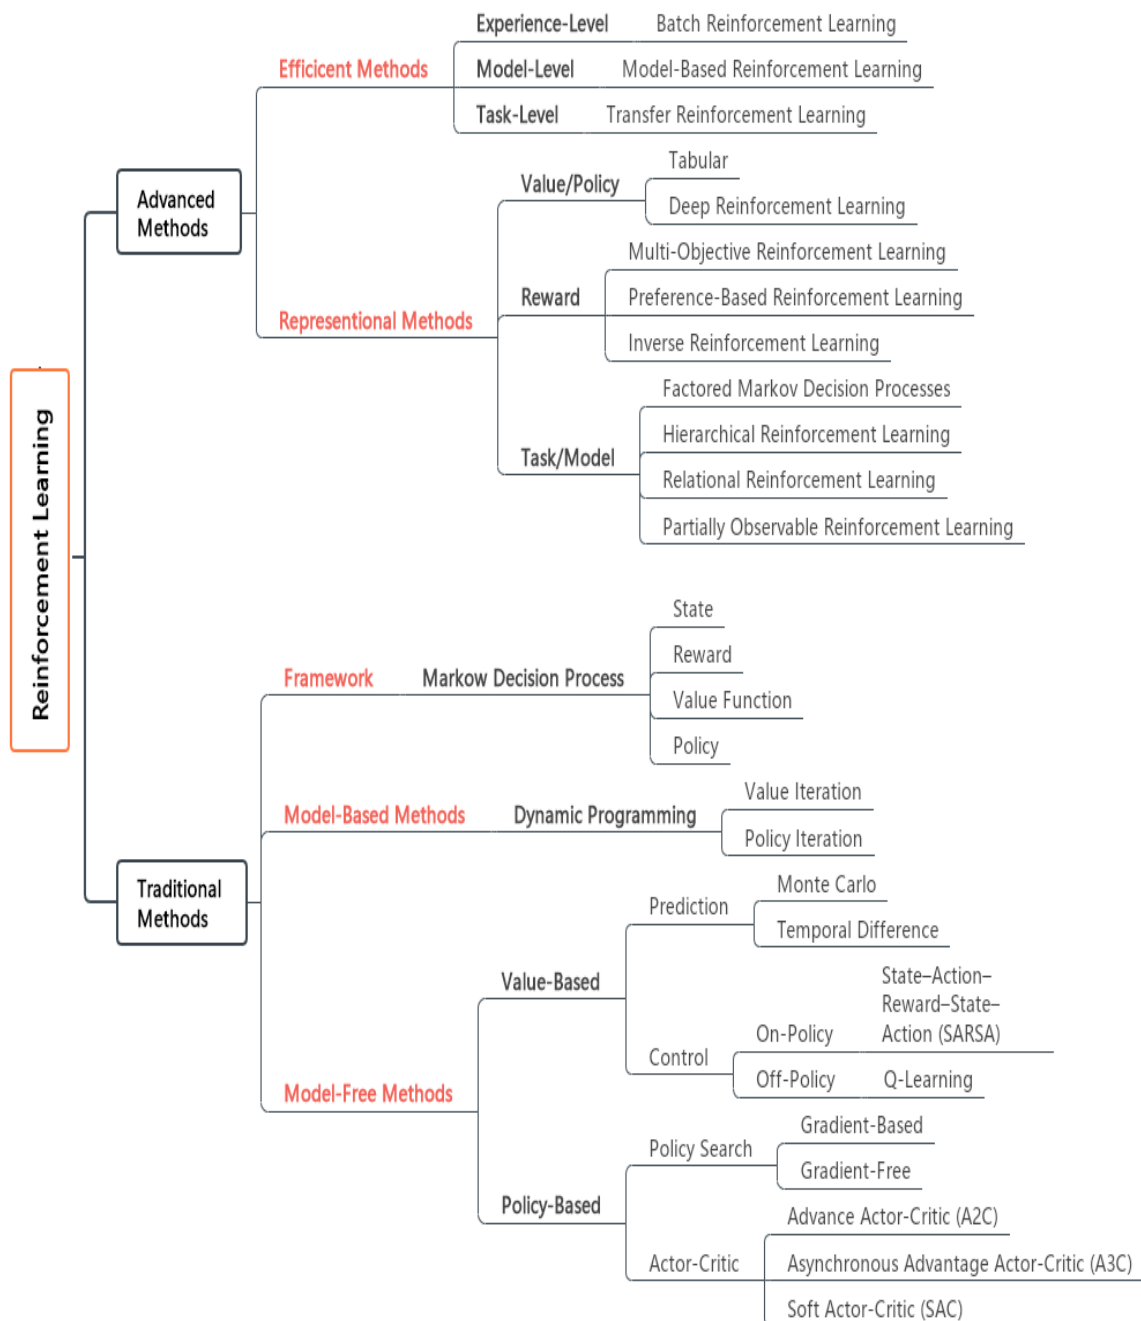 Reinforcement Learning
Advanced
Methods
Efficicent Methods
Experience-Level
Batch Reinforcement Learning
Model-Level
Model-Based Reinforcement Learning
Task-Level
Transfer Reinforcement Learning
Representional Methods
Value/Policy
Tabular
Deep Reinforcement Learning
Reward
Multi-Objective Reinforcement Learning
Preference-Based Reinforcement Learning
Inverse Reinforcement Learning
Task/Model
Factored Markov Decision Processes
Hierarchical Reinforcement Learning
Relational Reinforcement Learning
Partially Observable Reinforcement Learning
Traditional
Methods
Framework
Markow Decision Process
State
Reward
Value Function
Policy
Model-Based Methods
Dynamic Programming
Value Iteration
Policy Iteration
Model-Free Methods
Value-Based
Prediction
Monte Carlo
Temporal Difference
Control
On-Policy
State–Action–
Reward–State–
Action (SARSA)
Off-Policy
Q-Learning
Policy-Based
Policy Search
Gradient-Based
Gradient-Free
Actor-Critic
Advance Actor-Critic (A2C)
Asynchronous Advantage Actor-Critic (A3C)
Soft Actor-Critic (SAC)